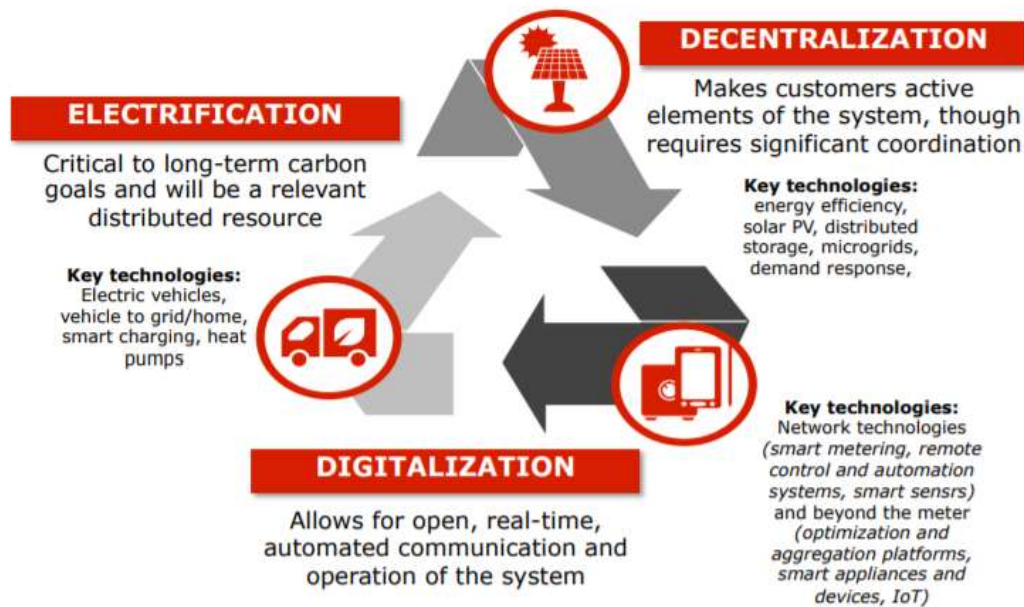 ELECTRIFICATION
Critical to long-term carbon
goals and will be a relevant
distributed resource
Key technologies:
Electric vehicles,
vehicle to grid/home,
smart charging, heat
pumps
DECENTRALIZATION
Makes customers active
elements of the system, though
requires significant coordination
Key technologies:
energy efficiency,
solar PV, distributed
storage, microgrids,
demand response,
DIGITALIZATION
Allows for open, real-time,
automated communication and
operation of the system
Key technologies:
Network technologies
(smart metering, remote
control and automation
systems, smart sensrs)
and beyond the meter
(optimization and
aggregation platforms,
smart appliances and
devices, IoT)